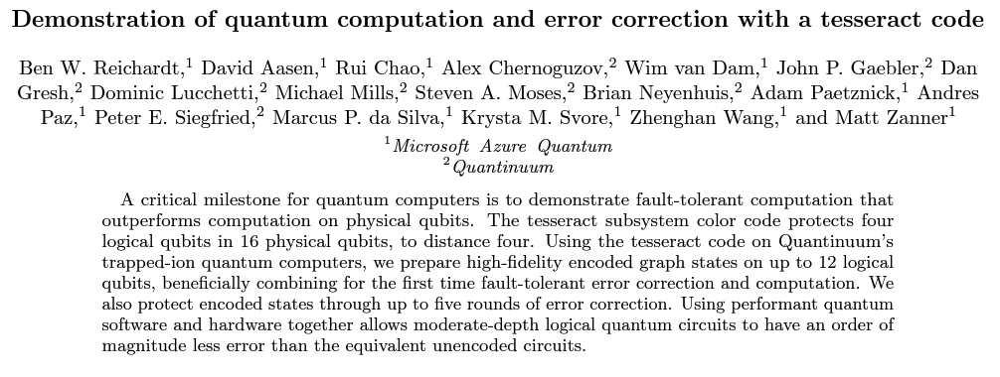 Demonstration of quantum computation and error correction with a tesseract code
Ben W. Reichardt,¹ David Aasen,¹ Rui Chao,¹ Alex Chernoguzov,² Wim van Dam,¹ John P. Gaebler,² Dan
Gresh,² Dominic Lucchetti,² Michael Mills,² Steven A. Moses,² Brian Neyenhuis,² Adam Paetznick,¹ Andres
Paz,¹ Peter E. Siegfried,² Marcus P. da Silva,¹ Krysta M. Svore,¹ Zhenghan Wang,¹ and Matt Zanner¹
¹Microsoft Azure Quantum
²Quantinuum
A critical milestone for quantum computers is to demonstrate fault-tolerant computation that
outperforms computation on physical qubits. The tesseract subsystem color code protects four
logical qubits in 16 physical qubits, to distance four. Using the tesseract code on Quantinuum's
trapped-ion quantum computers, we prepare high-fidelity encoded graph states on up to 12 logical
qubits, beneficially combining for the first time fault-tolerant error correction and computation. We
also protect encoded states through up to five rounds of error correction. Using performant quantum
software and hardware together allows moderate-depth logical quantum circuits to have an order of
magnitude less error than the equivalent unencoded circuits.